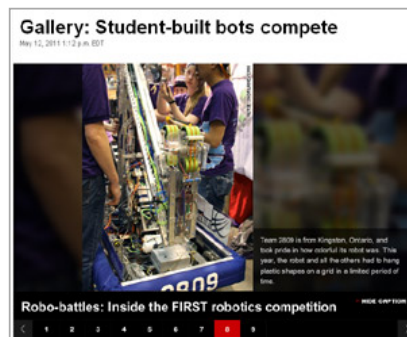 Gallery: Student-built bots compete
May 12, 2011 1:12 p.m. EDT
2809
Team 2809 is from Kingston, Ontario, and
took pride in how colorful its robot was. This
year, the robot and all the others had to hang
plastic shapes on a grid in a limited period of
time.
Robo-battles: Inside the FIRST robotics competition
HIDE CAPTION
1 2 3 4 5 6 7 8 9